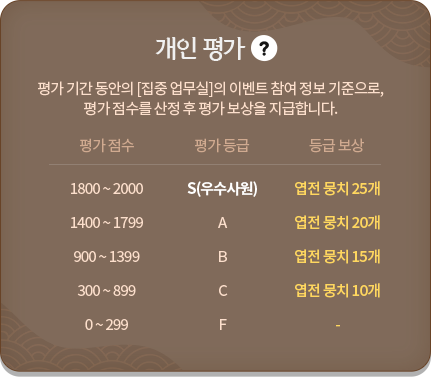 개인 평가 ?
평가 기간 동안의 [집중 업무실]의 이벤트 참여 정보 기준으로,
평가 점수를 산정 후 평가 보상을 지급합니다.
평가 점수 평가 등급 등급 보상
1800 ~ 2000 S(우수사원) 엽전 뭉치 25개
1400 ~ 1799 A 엽전 뭉치 20개
900 ~ 1399 B 엽전 뭉치 15개
300 ~ 899 C 엽전 뭉치 10개
0 ~ 299 F -